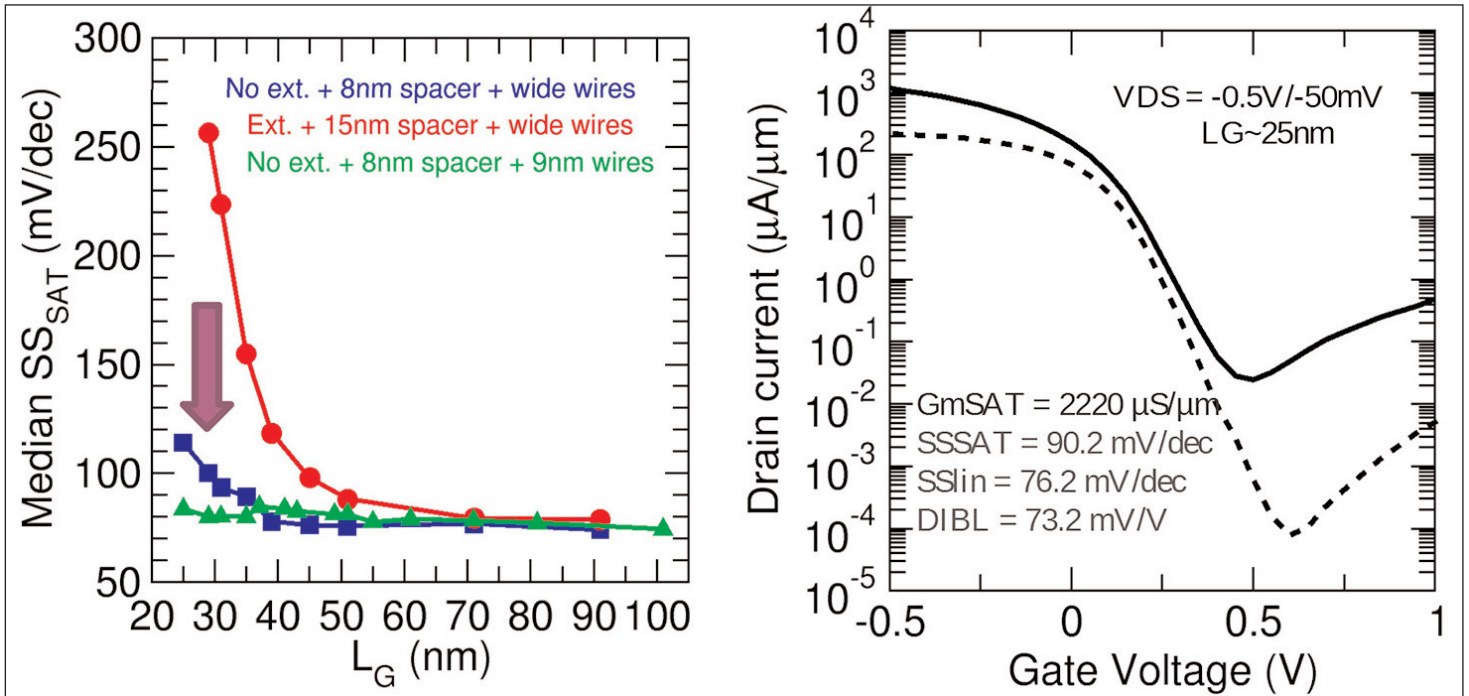 300
250
200
150
100
50
20 30 40 50 60 70 80 90 100
Median SS_SAT (mV/dec)
L_G (nm)
No ext. + 8nm spacer + wide wires
Ext. + 15nm spacer + wide wires
No ext. + 8nm spacer + 9nm wires
10^4
10^3
10^2
10^1
10^0
10^-1
10^-2
10^-3
10^-4
10^-5
-0.5 0 0.5 1
Drain current (µA/µm)
Gate Voltage (V)
VDS = -0.5V/-50mV
LG~25nm
GmSAT = 2220 µS/µm
SSSAT = 90.2 mV/dec
SSlin = 76.2 mV/dec
DIBL = 73.2 mV/V